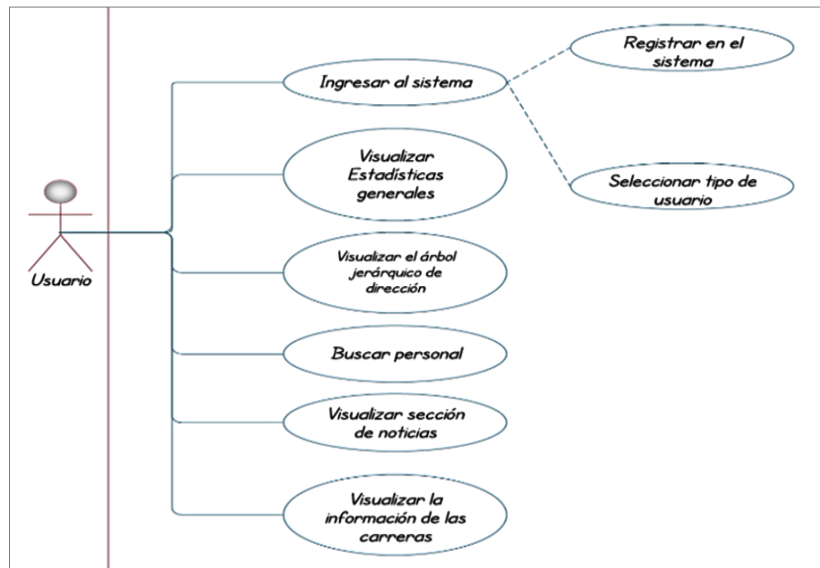 Registrar en el
sistema
Ingresar al sistema
Visualizar
Estadísticas
generales
Seleccionar tipo de
usuario
Visualizar el árbol
jerárquico de
dirección
Usuario
Buscar personal
Visualizar sección
de noticias
Visualizar la
información de las
carreras